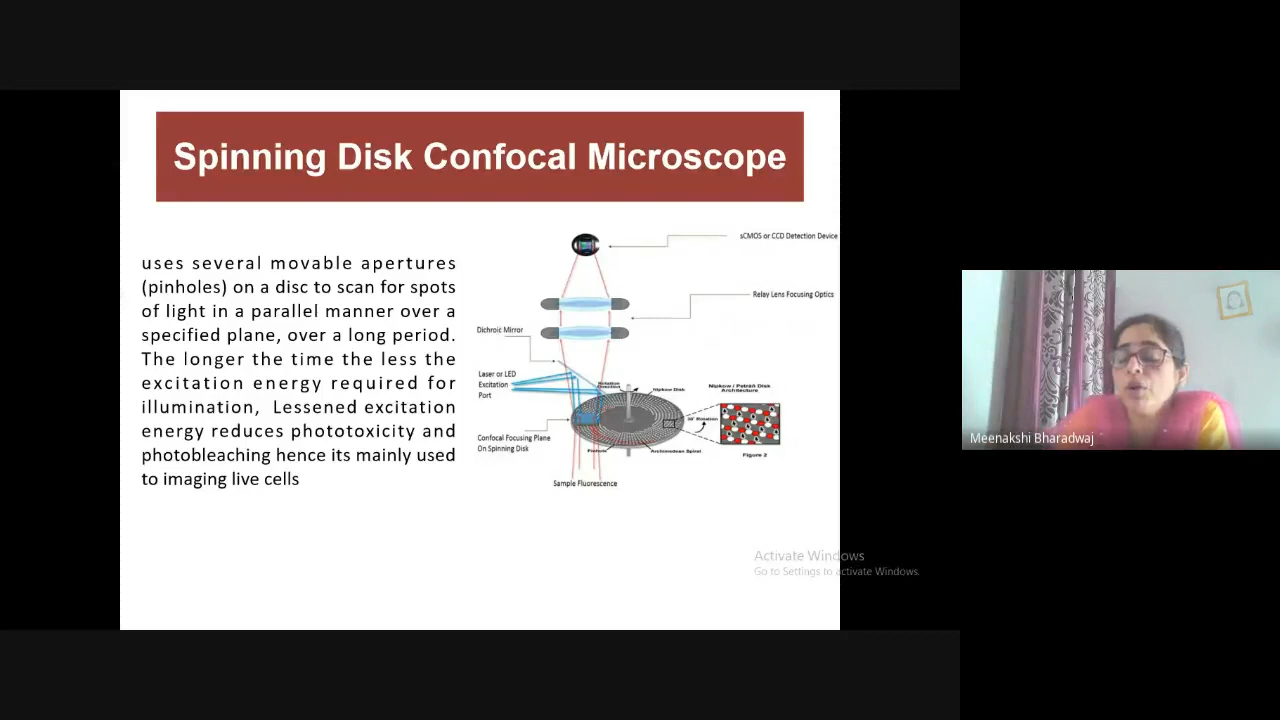 Spinning Disk Confocal Microscope
uses several movable apertures
(pinholes) on a disc to scan for spots
of light in a parallel manner over a
specified plane, over a long period.
The longer the time the less the
excitation energy required for
illumination, Lessened excitation
energy reduces phototoxicity and
photobleaching hence its mainly used
to imaging live cells
sCMOS or CCD Detection Device
Relay Lens Focusing Optics
Dichroic Mirror
Laser or LED
Excitation
Port
Rotation
Direction
Nipkow Disk
Nipkow / Petráň Disk
Architecture
30° Rotation
Confocal Focusing Plane
On Spinning Disk
Pinhole
Archimedean Spiral
Figure 2
Sample Fluorescence
Activate Windows
Go to Settings to activate Windows.
Meenakshi Bharadwaj